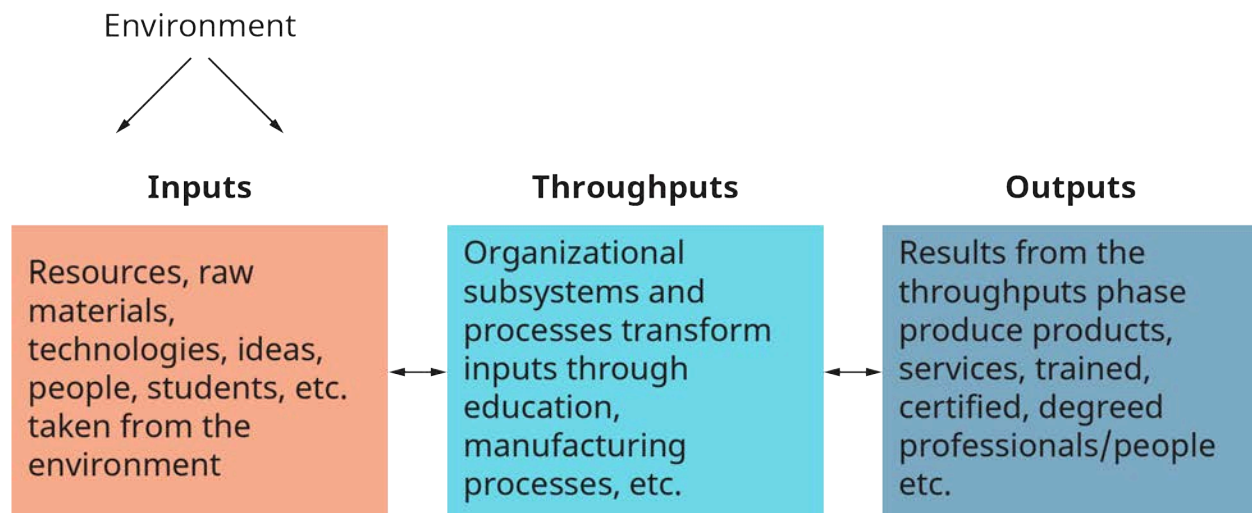 Environment
Inputs
Throughputs
Outputs
Resources, raw
materials,
technologies, ideas,
people, students, etc.
taken from the
environment
Organizational
subsystems and
processes transform
inputs through
education,
manufacturing
processes, etc.
Results from the
throughputs phase
produce products,
services, trained,
certified, degreed
professionals/people
etc.